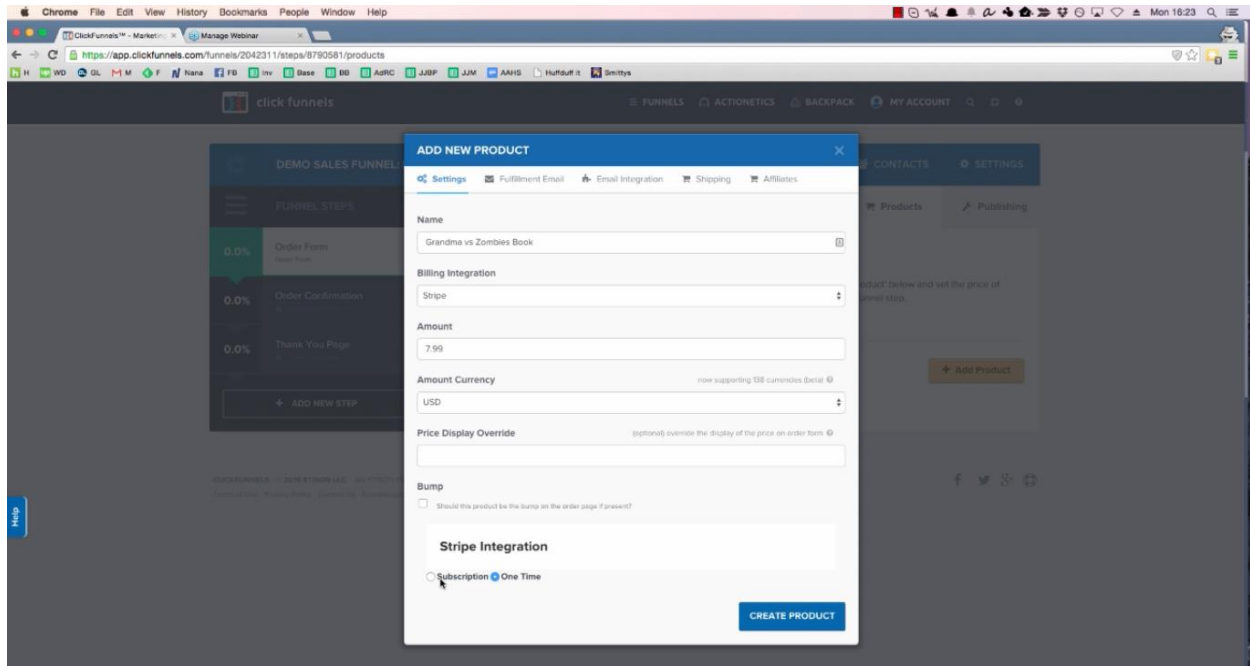 Chrome File Edit View History Bookmarks People Window Help
Mon 16:23
ClickFunnels™ - Marketing
Manage Webinar
https://app.clickfunnels.com/funnels/2042311/steps/8790581/products
H WD GL M M F Nana FB Inv Base BB AdRC JJBP JJM AAHS Huffduff it Smittys
click funnels
FUNNELS ACTIONETICS BACKPACK MY ACCOUNT
DEMO SALES FUNNEL:
CONTACTS SETTINGS
FUNNEL STEPS
Products Publishing
0.0% Order Form
0.0% Order Confirmation
0.0% Thank You Page
+ ADD NEW STEP
below and set the price of
step.
+ Add Product
ADD NEW PRODUCT
Settings Fulfillment Email Email Integration Shipping Affiliates
Name
Grandma vs Zombies Book
Billing Integration
Stripe
Amount
7.99
Amount Currency now supporting 138 currencies (beta)
USD
Price Display Override (optional) override the display of the price on order form
Bump
Should this product be the bump on the order page if present?
Stripe Integration
Subscription One Time
CREATE PRODUCT
Help